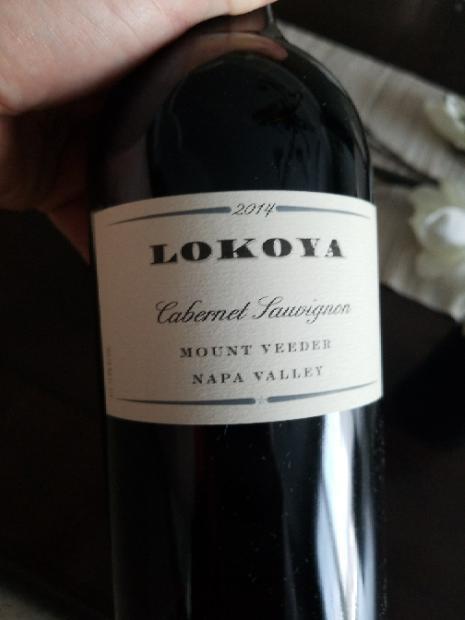 2014
LOKOYA
Cabernet Sauvignon
MOUNT VEEDER
NAPA VALLEY